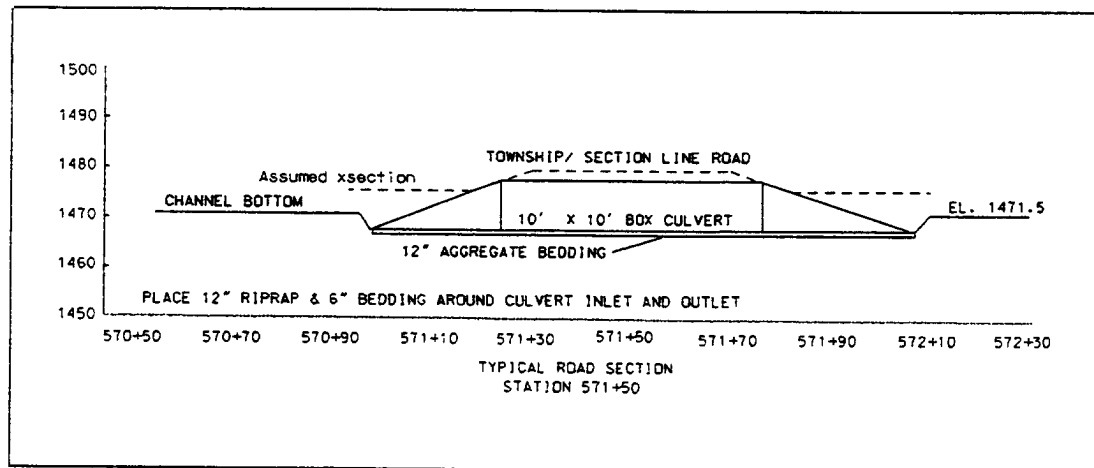 1500
1490
1480
1470
1460
1450
TOWNSHIP/ SECTION LINE ROAD
Assumed xsection
CHANNEL BOTTOM
EL. 1471.5
10' X 10' BOX CULVERT
12" AGGREGATE BEDDING
PLACE 12" RIPRAP & 6" BEDDING AROUND CULVERT INLET AND OUTLET
570+50 570+70 570+90 571+10 571+30 571+50 571+70 571+90 572+10 572+30
TYPICAL ROAD SECTION
STATION 571+50